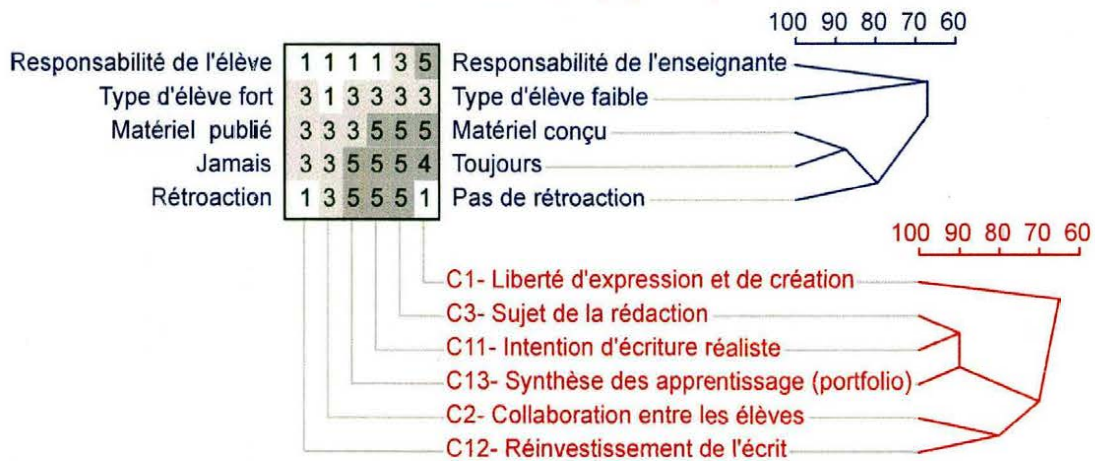 100 90 80 70 60
Responsabilité de l'élève 1 1 1 1 3 5 Responsabilité de l'enseignante
Type d'élève fort 3 1 3 3 3 3 Type d'élève faible
Matériel publié 3 3 3 5 5 5 Matériel conçu
Jamais 3 3 5 5 5 4 Toujours
Rétroaction 1 3 5 5 5 1 Pas de rétroaction
100 90 80 70 60
C1- Liberté d'expression et de création
C3- Sujet de la rédaction
C11- Intention d'écriture réaliste
C13- Synthèse des apprentissage (portfolio)
C2- Collaboration entre les élèves
C12- Réinvestissement de l'écrit